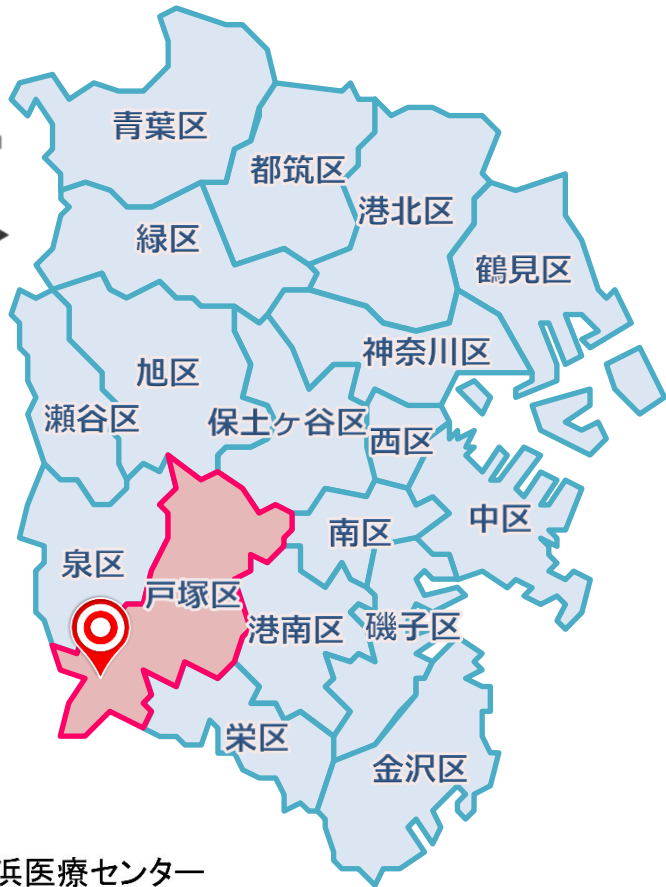 青葉区
都筑区
港北区
緑区
鶴見区
神奈川区
旭区
瀬谷区
保土ヶ谷区
西区
中区
南区
泉区
戸塚区
港南区
磯子区
栄区
金沢区
浜医療センター